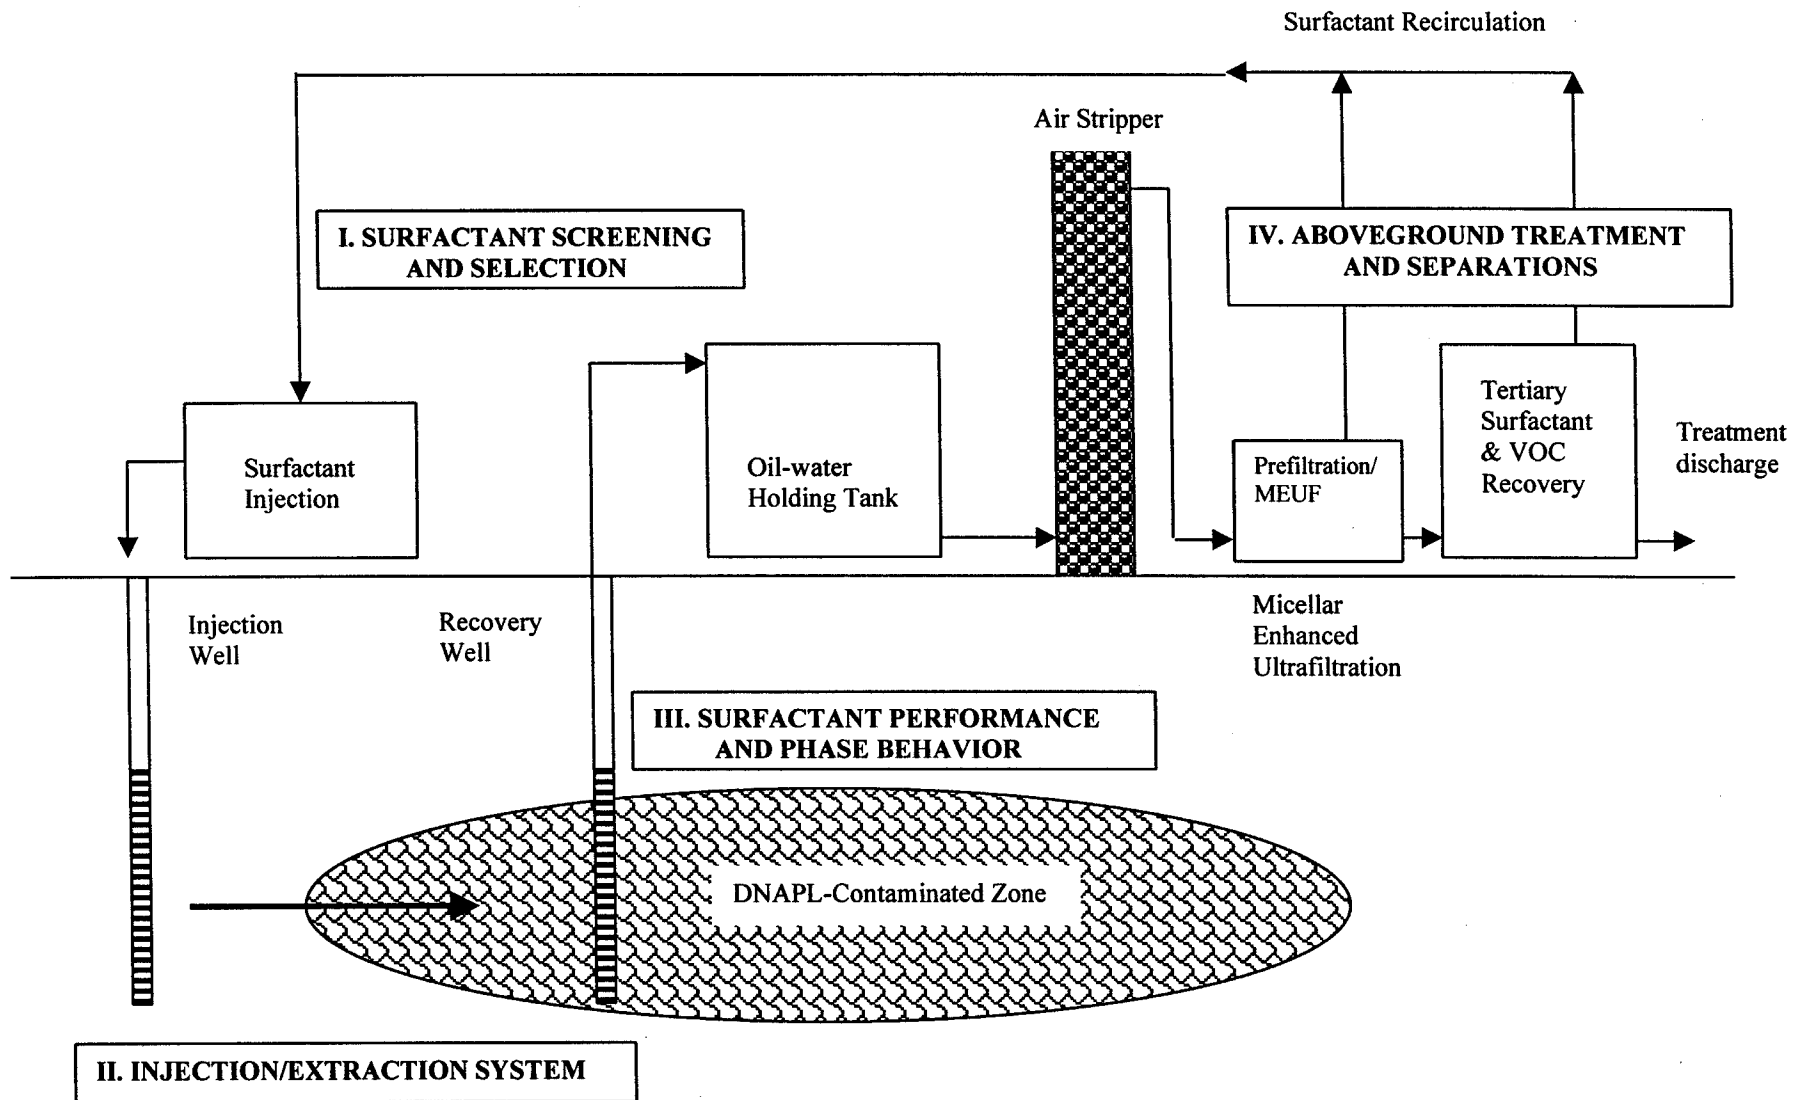 Surfactant Recirculation
Air Stripper
I. SURFACTANT SCREENING
AND SELECTION
IV. ABOVEGROUND TREATMENT
AND SEPARATIONS
Surfactant
Injection
Oil-water
Holding Tank
Prefiltration/
MEUF
Tertiary
Surfactant
& VOC
Recovery
Treatment
discharge
Injection
Well
Recovery
Well
Micellar
Enhanced
Ultrafiltration
III. SURFACTANT PERFORMANCE
AND PHASE BEHAVIOR
DNAPL-Contaminated Zone
II. INJECTION/EXTRACTION SYSTEM